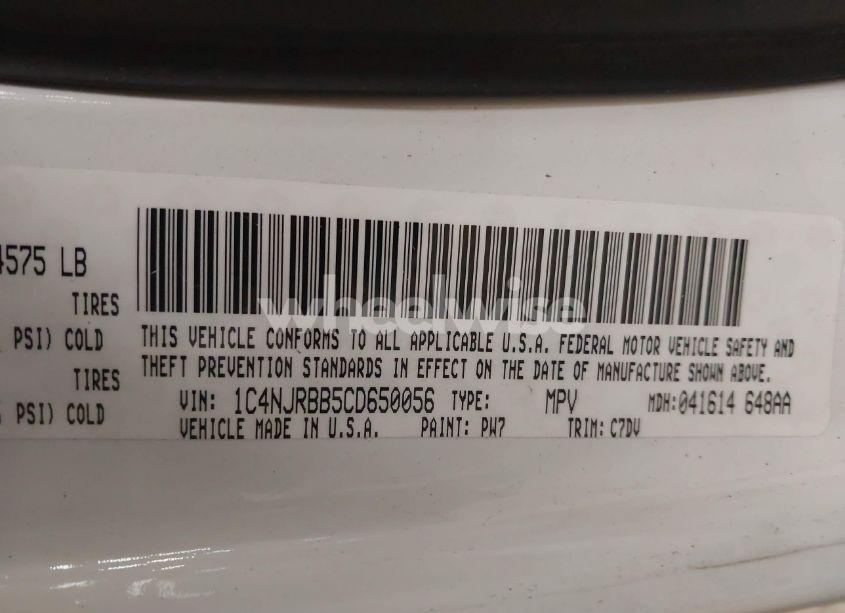 4575 LB
TIRES
PSI) COLD
TIRES
PSI) COLD
THIS VEHICLE CONFORMS TO ALL APPLICABLE U.S.A. FEDERAL MOTOR VEHICLE SAFETY AND
THEFT PREVENTION STANDARDS IN EFFECT ON THE DATE OF MANUFACTURE SHOWN ABOVE.
VIN: 1C4NJRBB5CD650056 TYPE: MPV MDH:041614 648AA
VEHICLE MADE IN U.S.A. PAINT: PW7 TRIM: C7DV
wheelwise